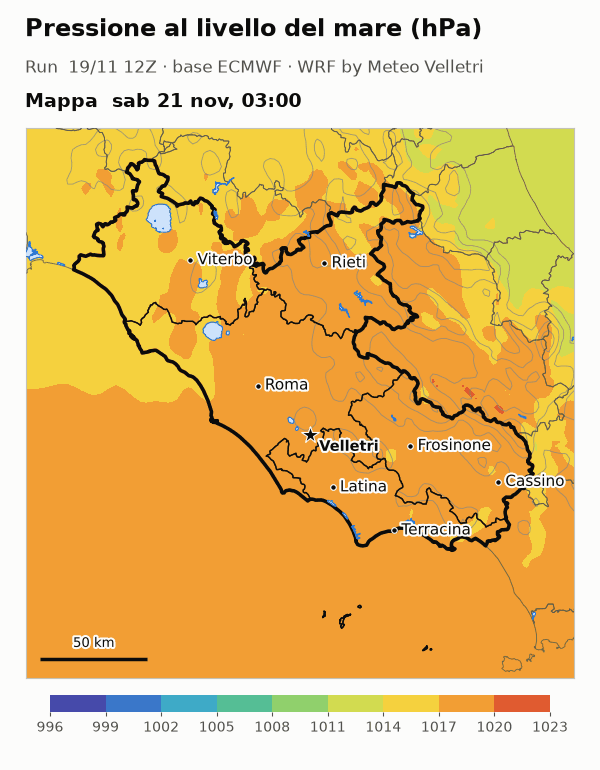 Pressione al livello del mare (hPa)
Run  19/11 12Z · base ECMWF · WRF by Meteo Velletri
Mappa  sab 21 nov, 03:00
Viterbo
Rieti
Roma
Velletri
Frosinone
Cassino
Latina
Terracina
50 km
996 999 1002 1005 1008 1011 1014 1017 1020 1023